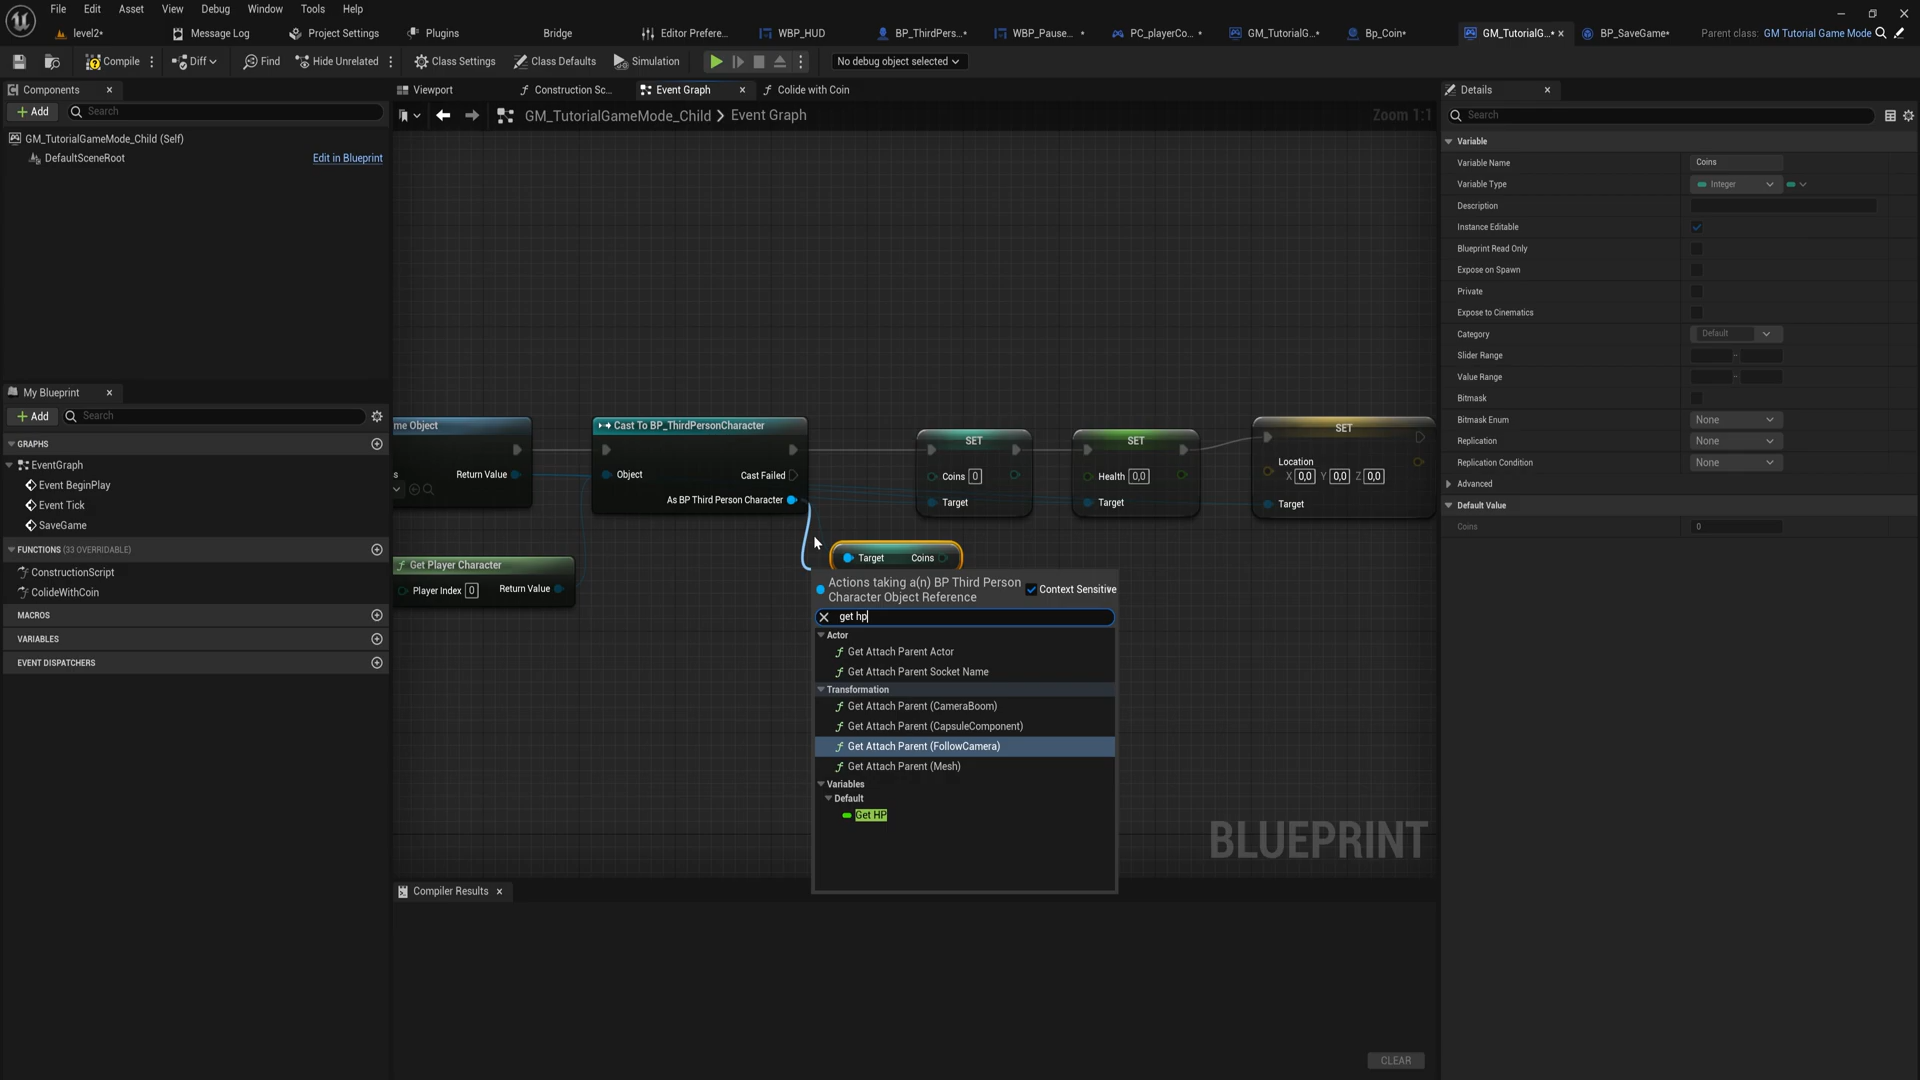 File Edit Asset View Debug Window Tools Help
level2*
Message Log
Project Settings
Plugins
Bridge
Editor Prefere...
WBP_HUD
BP_ThirdPers...*
WBP_Pause... *
PC_playerCo... *
GM_TutorialG...*
Bp_Coin*
GM_TutorialG...*
BP_SaveGame*
Parent class: GM Tutorial Game Mode
Compile
Diff
Find
Hide Unrelated
Class Settings
Class Defaults
Simulation
No debug object selected
Components
Add
Search
GM_TutorialGameMode_Child (Self)
DefaultSceneRoot
Edit in Blueprint
My Blueprint
Add
Search
GRAPHS
EventGraph
Event BeginPlay
Event Tick
SaveGame
FUNCTIONS (33 OVERRIDABLE)
ConstructionScript
ColideWithCoin
MACROS
VARIABLES
EVENT DISPATCHERS
Viewport
Construction Sc...
Event Graph
Colide with Coin
GM_TutorialGameMode_Child > Event Graph
Zoom 1:1
me Object
s
Return Value
Cast To BP_ThirdPersonCharacter
Object
Cast Failed
As BP Third Person Character
SET
Coins 0
Target
SET
Health 0,0
Target
SET
Location
X 0,0 Y 0,0 Z 0,0
Target
Get Player Character
Player Index 0
Return Value
Target Coins
Actions taking a(n) BP Third Person
Character Object Reference
Context Sensitive
get hp
Actor
Get Attach Parent Actor
Get Attach Parent Socket Name
Transformation
Get Attach Parent (CameraBoom)
Get Attach Parent (CapsuleComponent)
Get Attach Parent (FollowCamera)
Get Attach Parent (Mesh)
Variables
Default
Get HP
BLUEPRINT
Compiler Results
CLEAR
Details
Search
Variable
Variable Name Coins
Variable Type Integer
Description
Instance Editable
Blueprint Read Only
Expose on Spawn
Private
Expose to Cinematics
Category Default
Slider Range
Value Range
Bitmask
Bitmask Enum None
Replication None
Replication Condition None
Advanced
Default Value
Coins 0